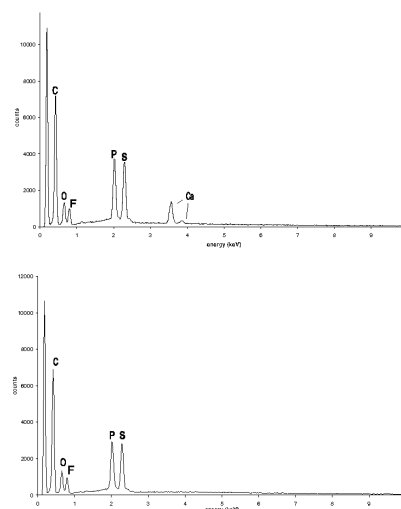 10000
C
8000
6000
counts
P S
4000
O
F
Ca
2000
0
0 1 2 3 4 5 6 7 8 9
energy (keV)
12000
10000
C
8000
counts
6000
P S
4000
O
F
2000
0
0 1 2 3 4 5 6 7 8 9
energy (keV)